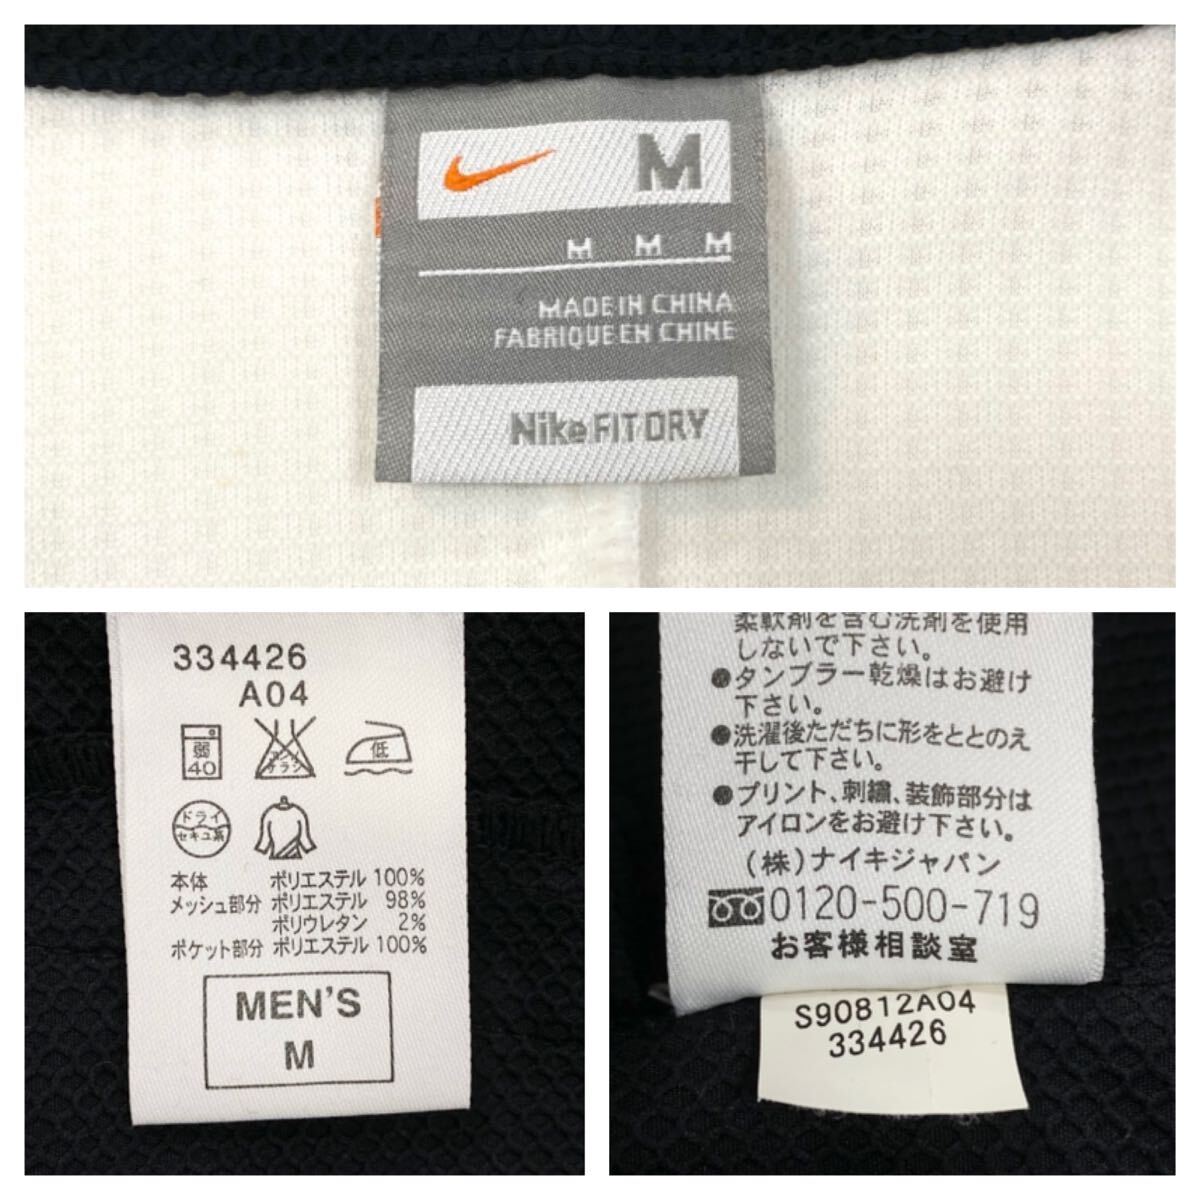 M
M M M
MADE IN CHINA
FABRIQUE EN CHINE
Nike FIT DRY
334426
A04
弱
40
エンソ
サラシ
低
ドライ
セキユ系
本体 ポリエステル 100%
メッシュ部分 ポリエステル 98%
ポリウレタン 2%
ポケット部分 ポリエステル 100%
MEN'S
M
柔軟剤を含む洗剤を使用
しないで下さい。
●タンブラー乾燥はお避け
下さい。
●洗濯後ただちに形をととのえ
干して下さい。
●プリント、刺繍、装飾部分は
アイロンをお避け下さい。
(株)ナイキジャパン
0120-500-719
お客様相談室
S90812A04
334426